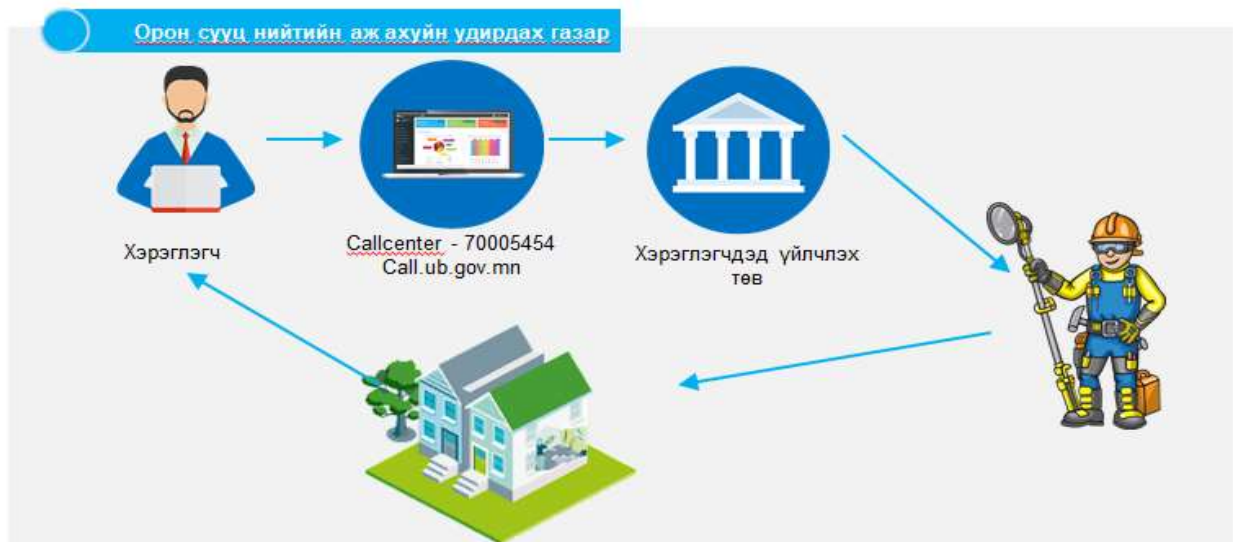 Орон сууц нийтийн аж ахуйн удирдах газар
Хэрэглэгч
Callcenter - 70005454
Call.ub.gov.mn
Хэрэглэгчдэд үйлчлэх
төв